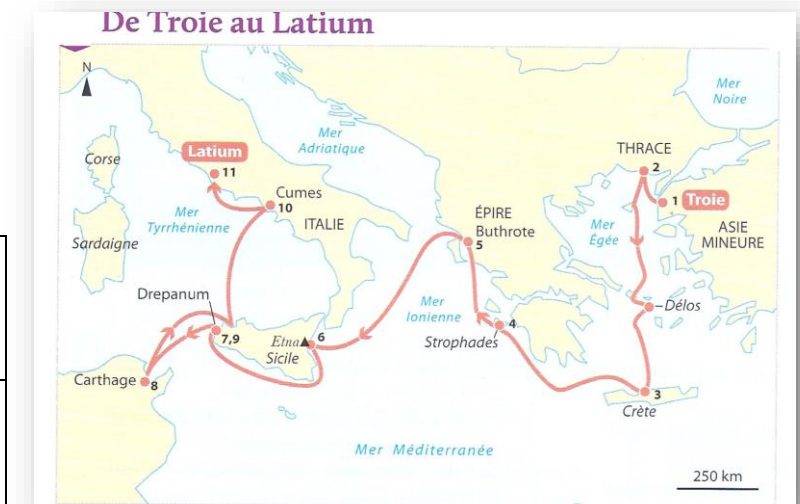 De Troie au Latium
N
Mer
Noire
Corse
Mer
Adriatique
THRACE
2
Latium
11
1 Troie
Cumes
10
Mer
Tyrrhénienne
ITALIE
ÉPIRE
Buthrote
5
Mer
Égée
ASIE
MINEURE
Sardaigne
Drepanum
Mer
Ionienne
Délos
4
Strophades
7,9
Etna
6
Sicile
Carthage
8
3
Crète
Mer Méditerranée
250 km